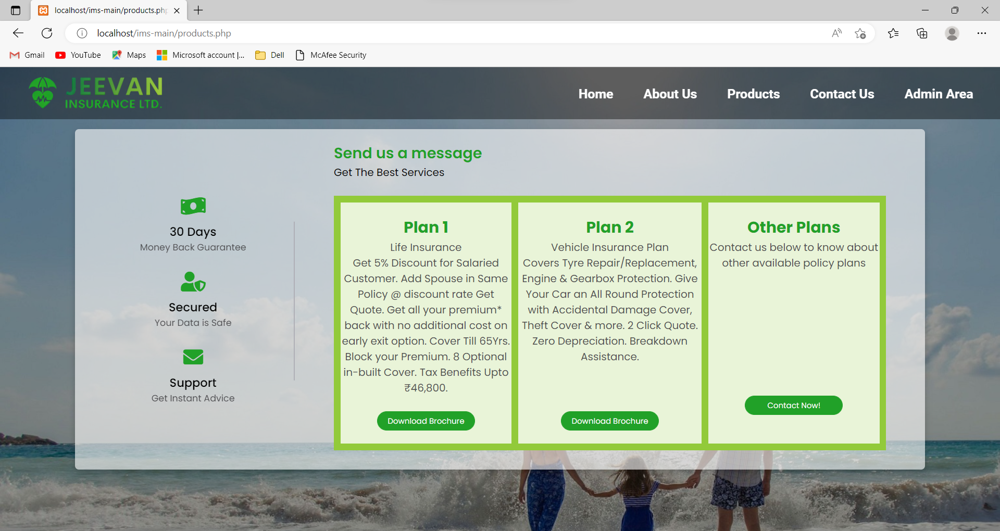 localhost/ims-main/products.php
localhost/ims-main/products.php
Gmail
YouTube
Maps
Microsoft account |...
Dell
McAfee Security
JEEVAN
INSURANCE LTD.
Home
About Us
Products
Contact Us
Admin Area
30 Days
Money Back Guarantee
Secured
Your Data is Safe
Support
Get Instant Advice
Send us a message
Get The Best Services
Plan 1
Life Insurance
Get 5% Discount for Salaried
Customer. Add Spouse in Same
Policy @ discount rate Get
Quote. Get all your premium*
back with no additional cost on
early exit option. Cover Till 65Yrs.
Block your Premium. 8 Optional
in-built Cover. Tax Benefits Upto
₹46,800.
Download Brochure
Plan 2
Vehicle Insurance Plan
Covers Tyre Repair/Replacement,
Engine & Gearbox Protection. Give
Your Car an All Round Protection
with Accidental Damage Cover,
Theft Cover & more. 2 Click Quote.
Zero Depreciation. Breakdown
Assistance.
Download Brochure
Other Plans
Contact us below to know about
other available policy plans
Contact Now!